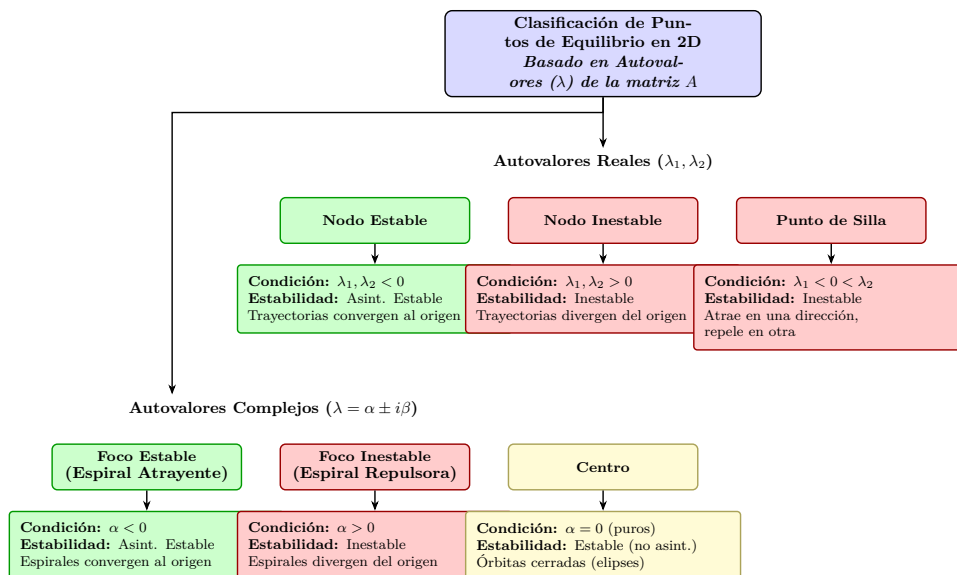 Clasificación de Pun-
tos de Equilibrio en 2D
Basado en Autoval-
ores (λ) de la matriz A
Autovalores Reales (λ₁, λ₂)
Nodo Estable
Nodo Inestable
Punto de Silla
Condición: λ₁, λ₂ < 0
Estabilidad: Asint. Estable
Trayectorias convergen al origen
Condición: λ₁, λ₂ > 0
Estabilidad: Inestable
Trayectorias divergen del origen
Condición: λ₁ < 0 < λ₂
Estabilidad: Inestable
Atrae en una dirección,
repele en otra
Autovalores Complejos (λ = α ± iβ)
Foco Estable
(Espiral Atrayente)
Foco Inestable
(Espiral Repulsora)
Centro
Condición: α < 0
Estabilidad: Asint. Estable
Espirales convergen al origen
Condición: α > 0
Estabilidad: Inestable
Espirales divergen del origen
Condición: α = 0 (puros)
Estabilidad: Estable (no asint.)
Órbitas cerradas (elipses)